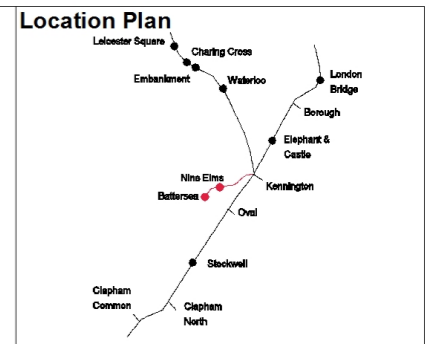 Location Plan
Leicester Square
Charing Cross
Embankment
Waterloo
London
Bridge
Borough
Elephant &
Castle
Nine Elms
Kennington
Battersea
Oval
Stockwell
Clapham
Common
Clapham
North